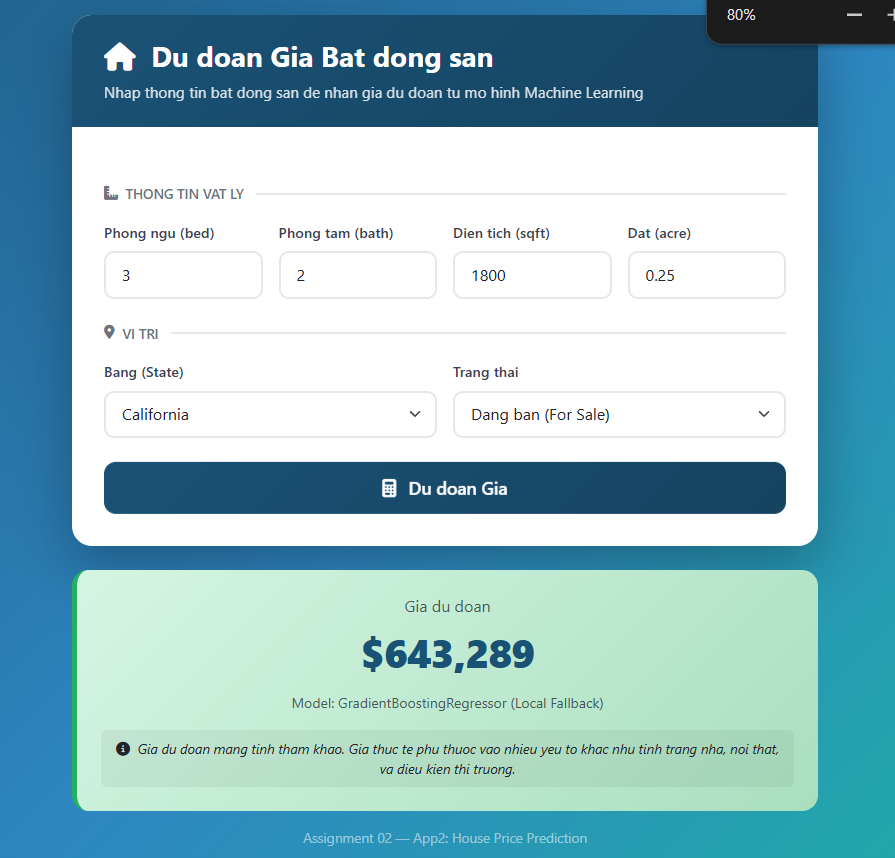 80%
Du doan Gia Bat dong san
Nhap thong tin bat dong san de nhan gia du doan tu mo hinh Machine Learning
THONG TIN VAT LY
Phong ngu (bed) Phong tam (bath) Dien tich (sqft) Dat (acre)
3 2 1800 0.25
VI TRI
Bang (State) Trang thai
California Dang ban (For Sale)
Du doan Gia
Gia du doan
$643,289
Model: GradientBoostingRegressor (Local Fallback)
Gia du doan mang tinh tham khao. Gia thuc te phu thuoc vao nhieu yeu to khac nhu tinh trang nha, noi that,
va dieu kien thi truong.
Assignment 02 — App2: House Price Prediction